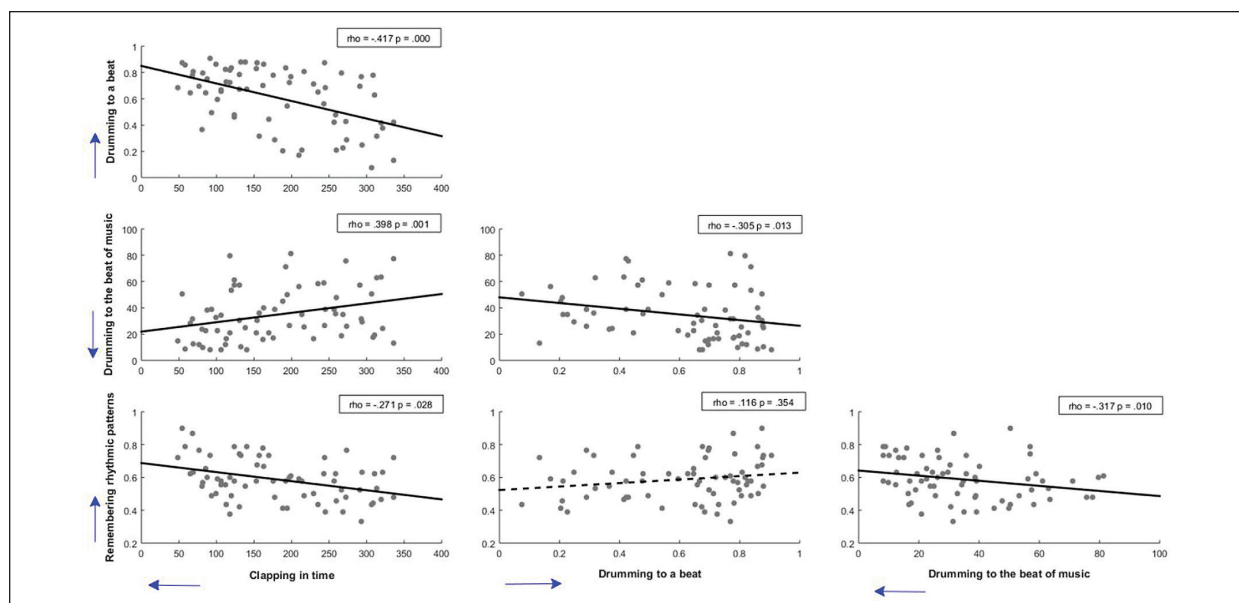 rho = -.417 p = .000
1
0.8
0.6
0.4
0.2
0
Drumming to a beat
0 50 100 150 200 250 300 350 400
rho = .398 p = .001
100
80
60
40
20
0
Drumming to the beat of music
0 50 100 150 200 250 300 350 400
rho = -.305 p = .013
100
80
60
40
20
0
0 0.2 0.4 0.6 0.8 1
rho = -.271 p = .028
1
0.8
0.6
0.4
0.2
Remembering rhythmic patterns
0 50 100 150 200 250 300 350 400
Clapping in time
rho = .116 p = .354
1
0.8
0.6
0.4
0.2
0 0.2 0.4 0.6 0.8 1
Drumming to a beat
rho = -.317 p = .010
1
0.8
0.6
0.4
0.2
0 20 40 60 80 100
Drumming to the beat of music